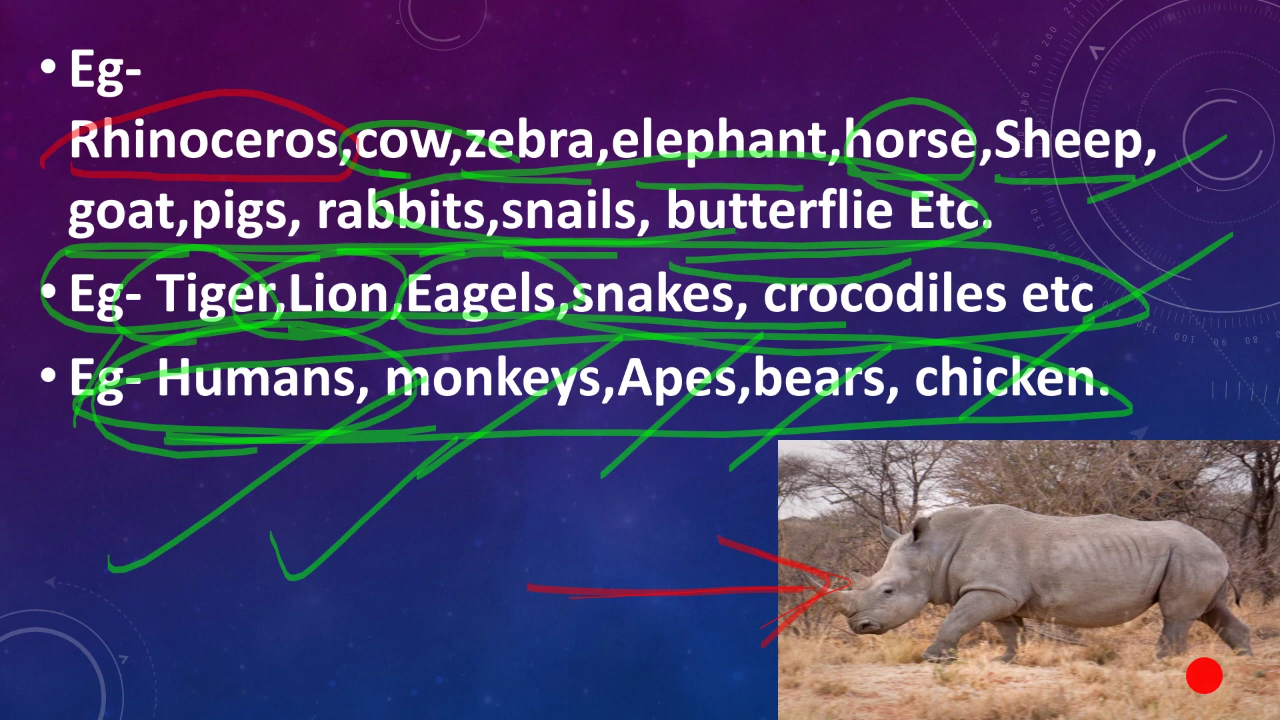 • Eg-
Rhinoceros,cow,zebra,elephant,horse,Sheep,
goat,pigs, rabbits,snails, butterflie Etc.
• Eg- Tiger,Lion,Eagels,snakes, crocodiles etc
• Eg- Humans, monkeys,Apes,bears, chicken.